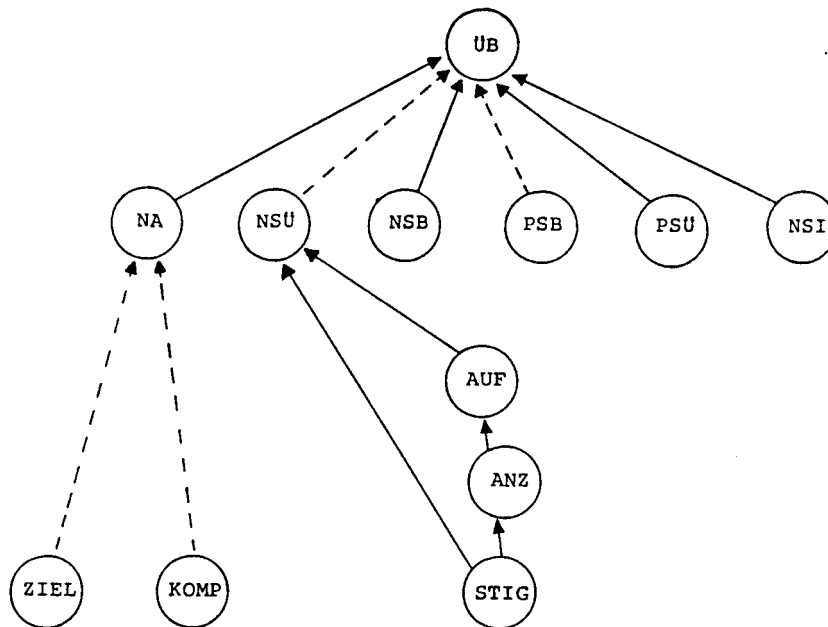 ÜB
NA NSÜ NSB PSB PSÜ NSI
AUF
ANZ
ZIEL KOMP STIG